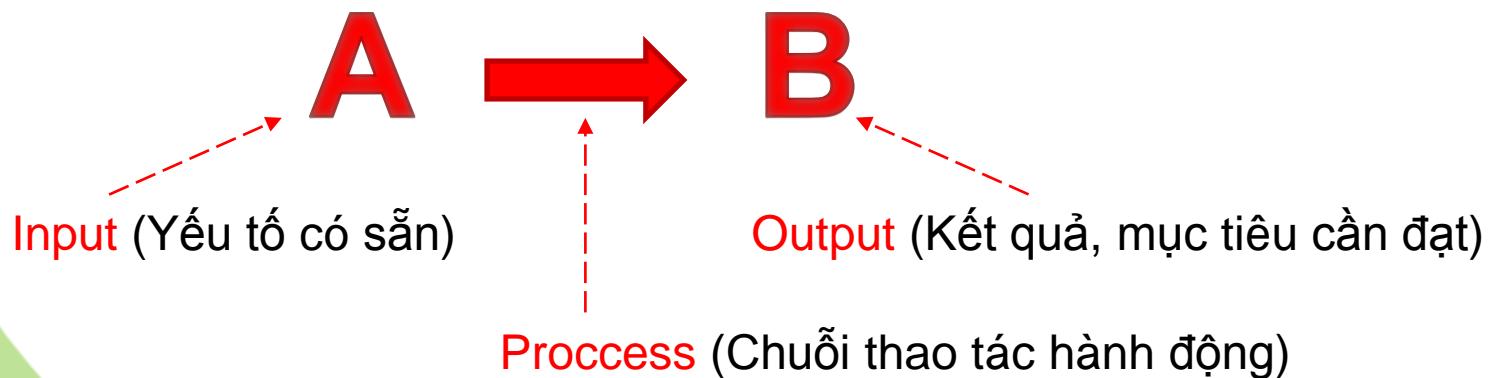 A B
Input (Yếu tố có sẵn) Output (Kết quả, mục tiêu cần đạt)
Proccess (Chuỗi thao tác hành động)